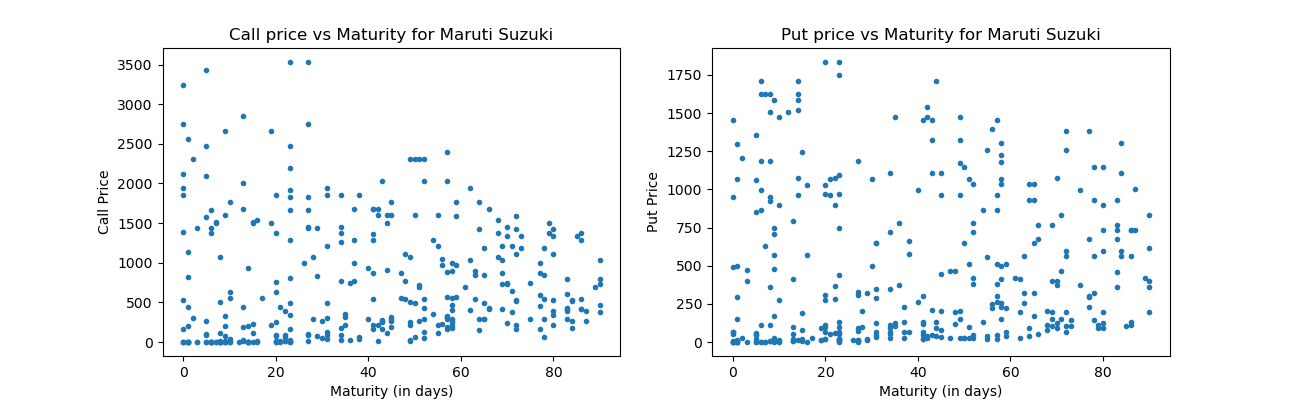 Call price vs Maturity for Maruti Suzuki
Call Price
3500
3000
2500
2000
1500
1000
500
0
0 20 40 60 80
Maturity (in days)
Put price vs Maturity for Maruti Suzuki
Put Price
1750
1500
1250
1000
750
500
250
0
0 20 40 60 80
Maturity (in days)